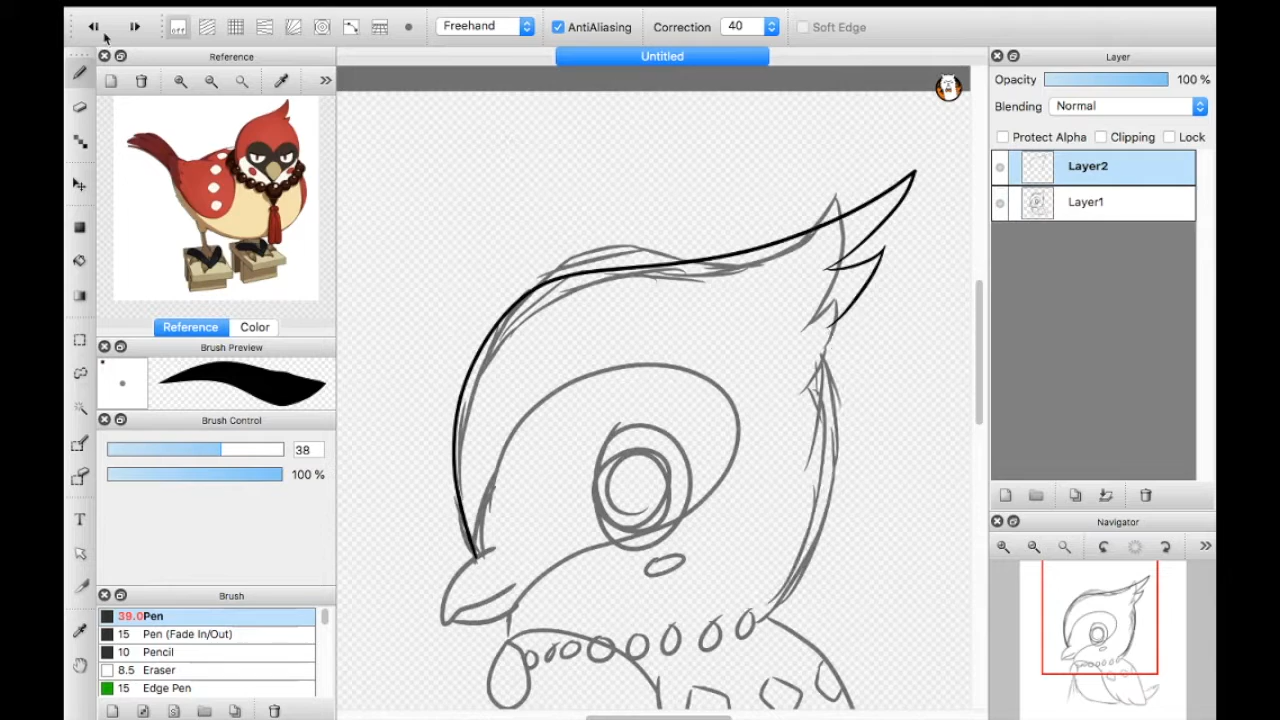 off
Freehand
AntiAliasing
Correction
40
Soft Edge
Reference
Untitled
Layer
Opacity
100 %
Blending
Normal
Protect Alpha
Clipping
Lock
Layer2
Layer1
Reference
Color
Brush Preview
Brush Control
38
100 %
T
Navigator
Brush
39.0 Pen
15 Pen (Fade In/Out)
10 Pencil
8.5 Eraser
15 Edge Pen